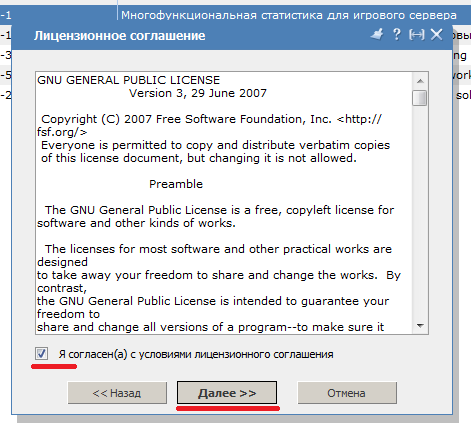 -1 Многофункциональная статистика для игрового сервера
Лицензионное соглашение
-1
-3
-5
-2
GNU GENERAL PUBLIC LICENSE
Version 3, 29 June 2007
Copyright (C) 2007 Free Software Foundation, Inc. <http://
fsf.org/>
Everyone is permitted to copy and distribute verbatim copies
of this license document, but changing it is not allowed.
Preamble
The GNU General Public License is a free, copyleft license for
software and other kinds of works.
The licenses for most software and other practical works are
designed
to take away your freedom to share and change the works. By
contrast,
the GNU General Public License is intended to guarantee your
freedom to
share and change all versions of a program--to make sure it
Я согласен(а) с условиями лицензионного соглашения
<< Назад
Далее >>
Отмена